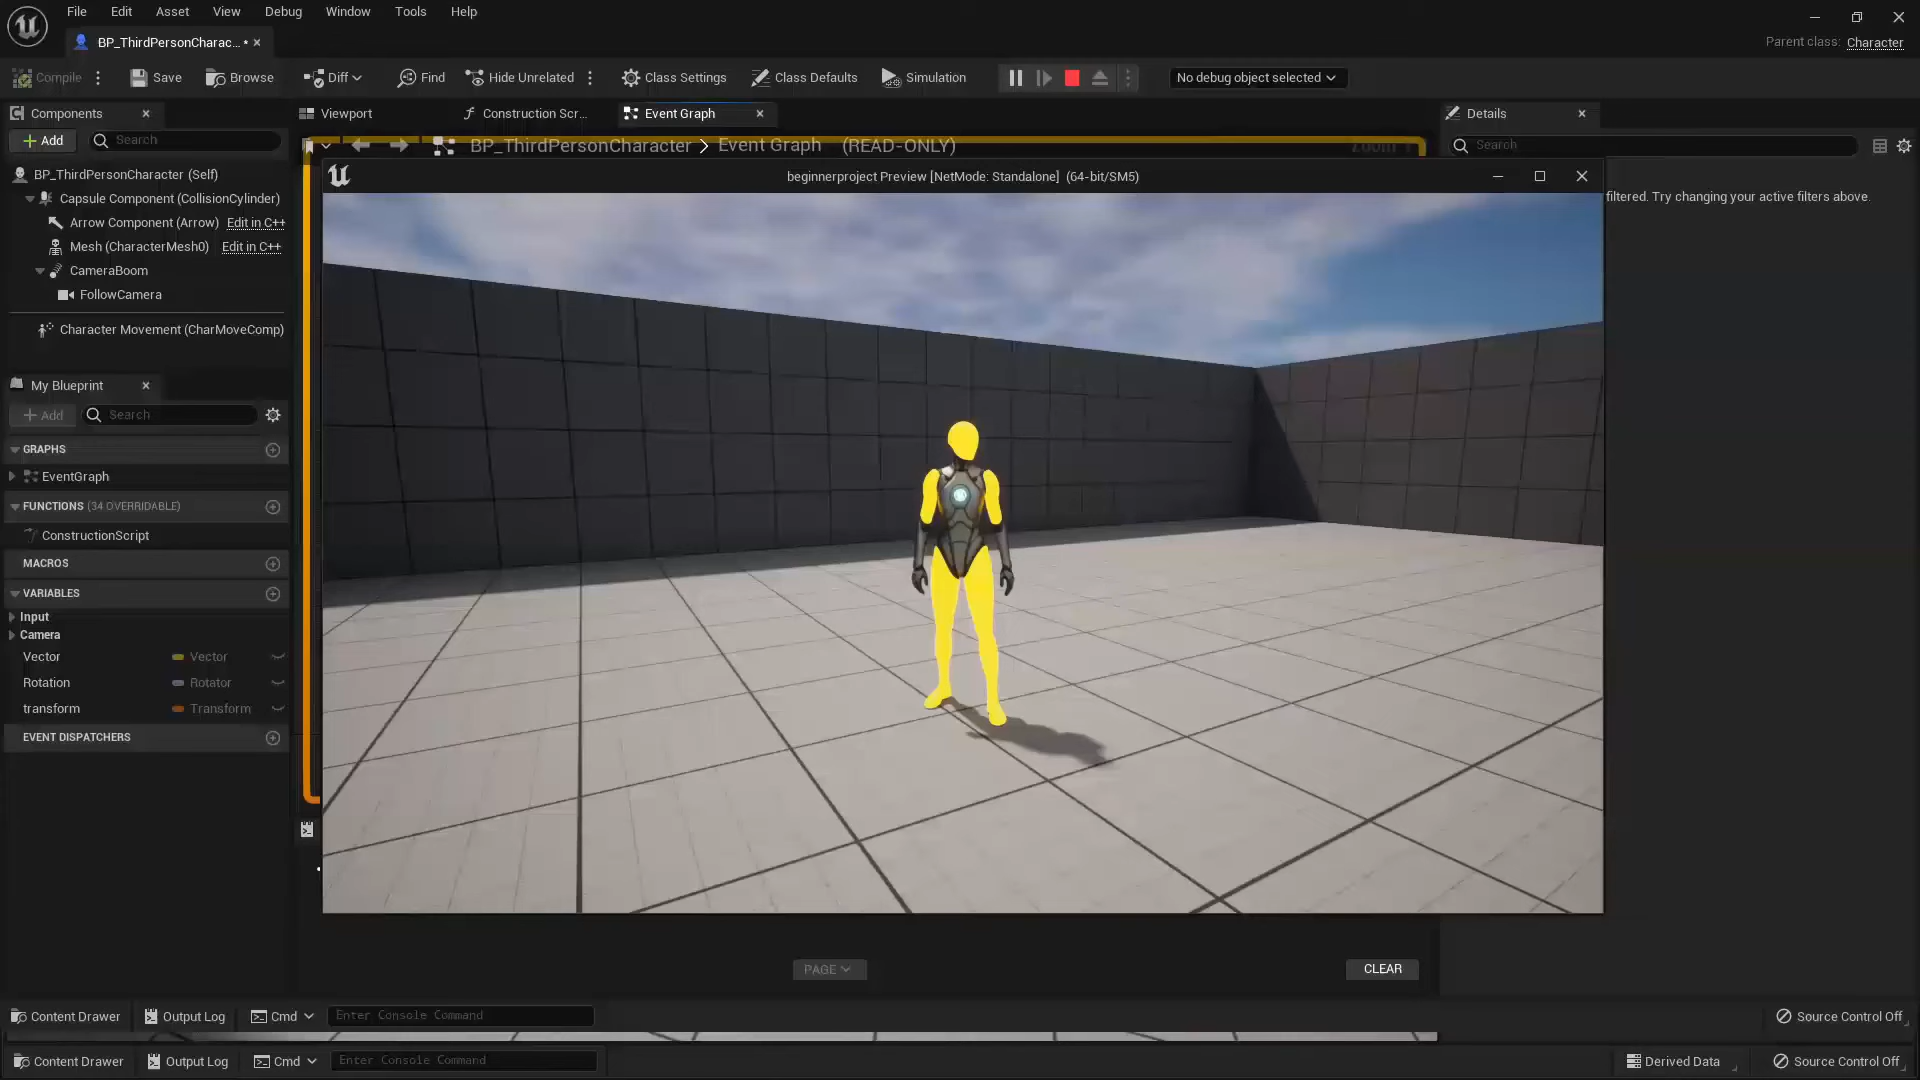 File Edit Asset View Debug Window Tools Help
BP_ThirdPersonCharac... •
Parent class: Character
Compile Save Browse Diff Find Hide Unrelated Class Settings Class Defaults Simulation No debug object selected
Components Viewport Construction Scr... Event Graph Details
Add Search BP_ThirdPersonCharacter > Event Graph (READ-ONLY) Search
BP_ThirdPersonCharacter (Self) beginnerproject Preview [NetMode: Standalone] (64-bit/SM5)
filtered. Try changing your active filters above.
Capsule Component (CollisionCylinder)
Arrow Component (Arrow) Edit in C++
Mesh (CharacterMesh0) Edit in C++
CameraBoom
FollowCamera
Character Movement (CharMoveComp)
My Blueprint
Add Search
GRAPHS
EventGraph
FUNCTIONS (34 OVERRIDABLE)
ConstructionScript
MACROS
VARIABLES
Input
Camera
Vector Vector
Rotation Rotator
transform Transform
EVENT DISPATCHERS
PAGE CLEAR
Content Drawer Output Log Cmd Enter Console Command Source Control Off
Content Drawer Output Log Cmd Enter Console Command Derived Data Source Control Off